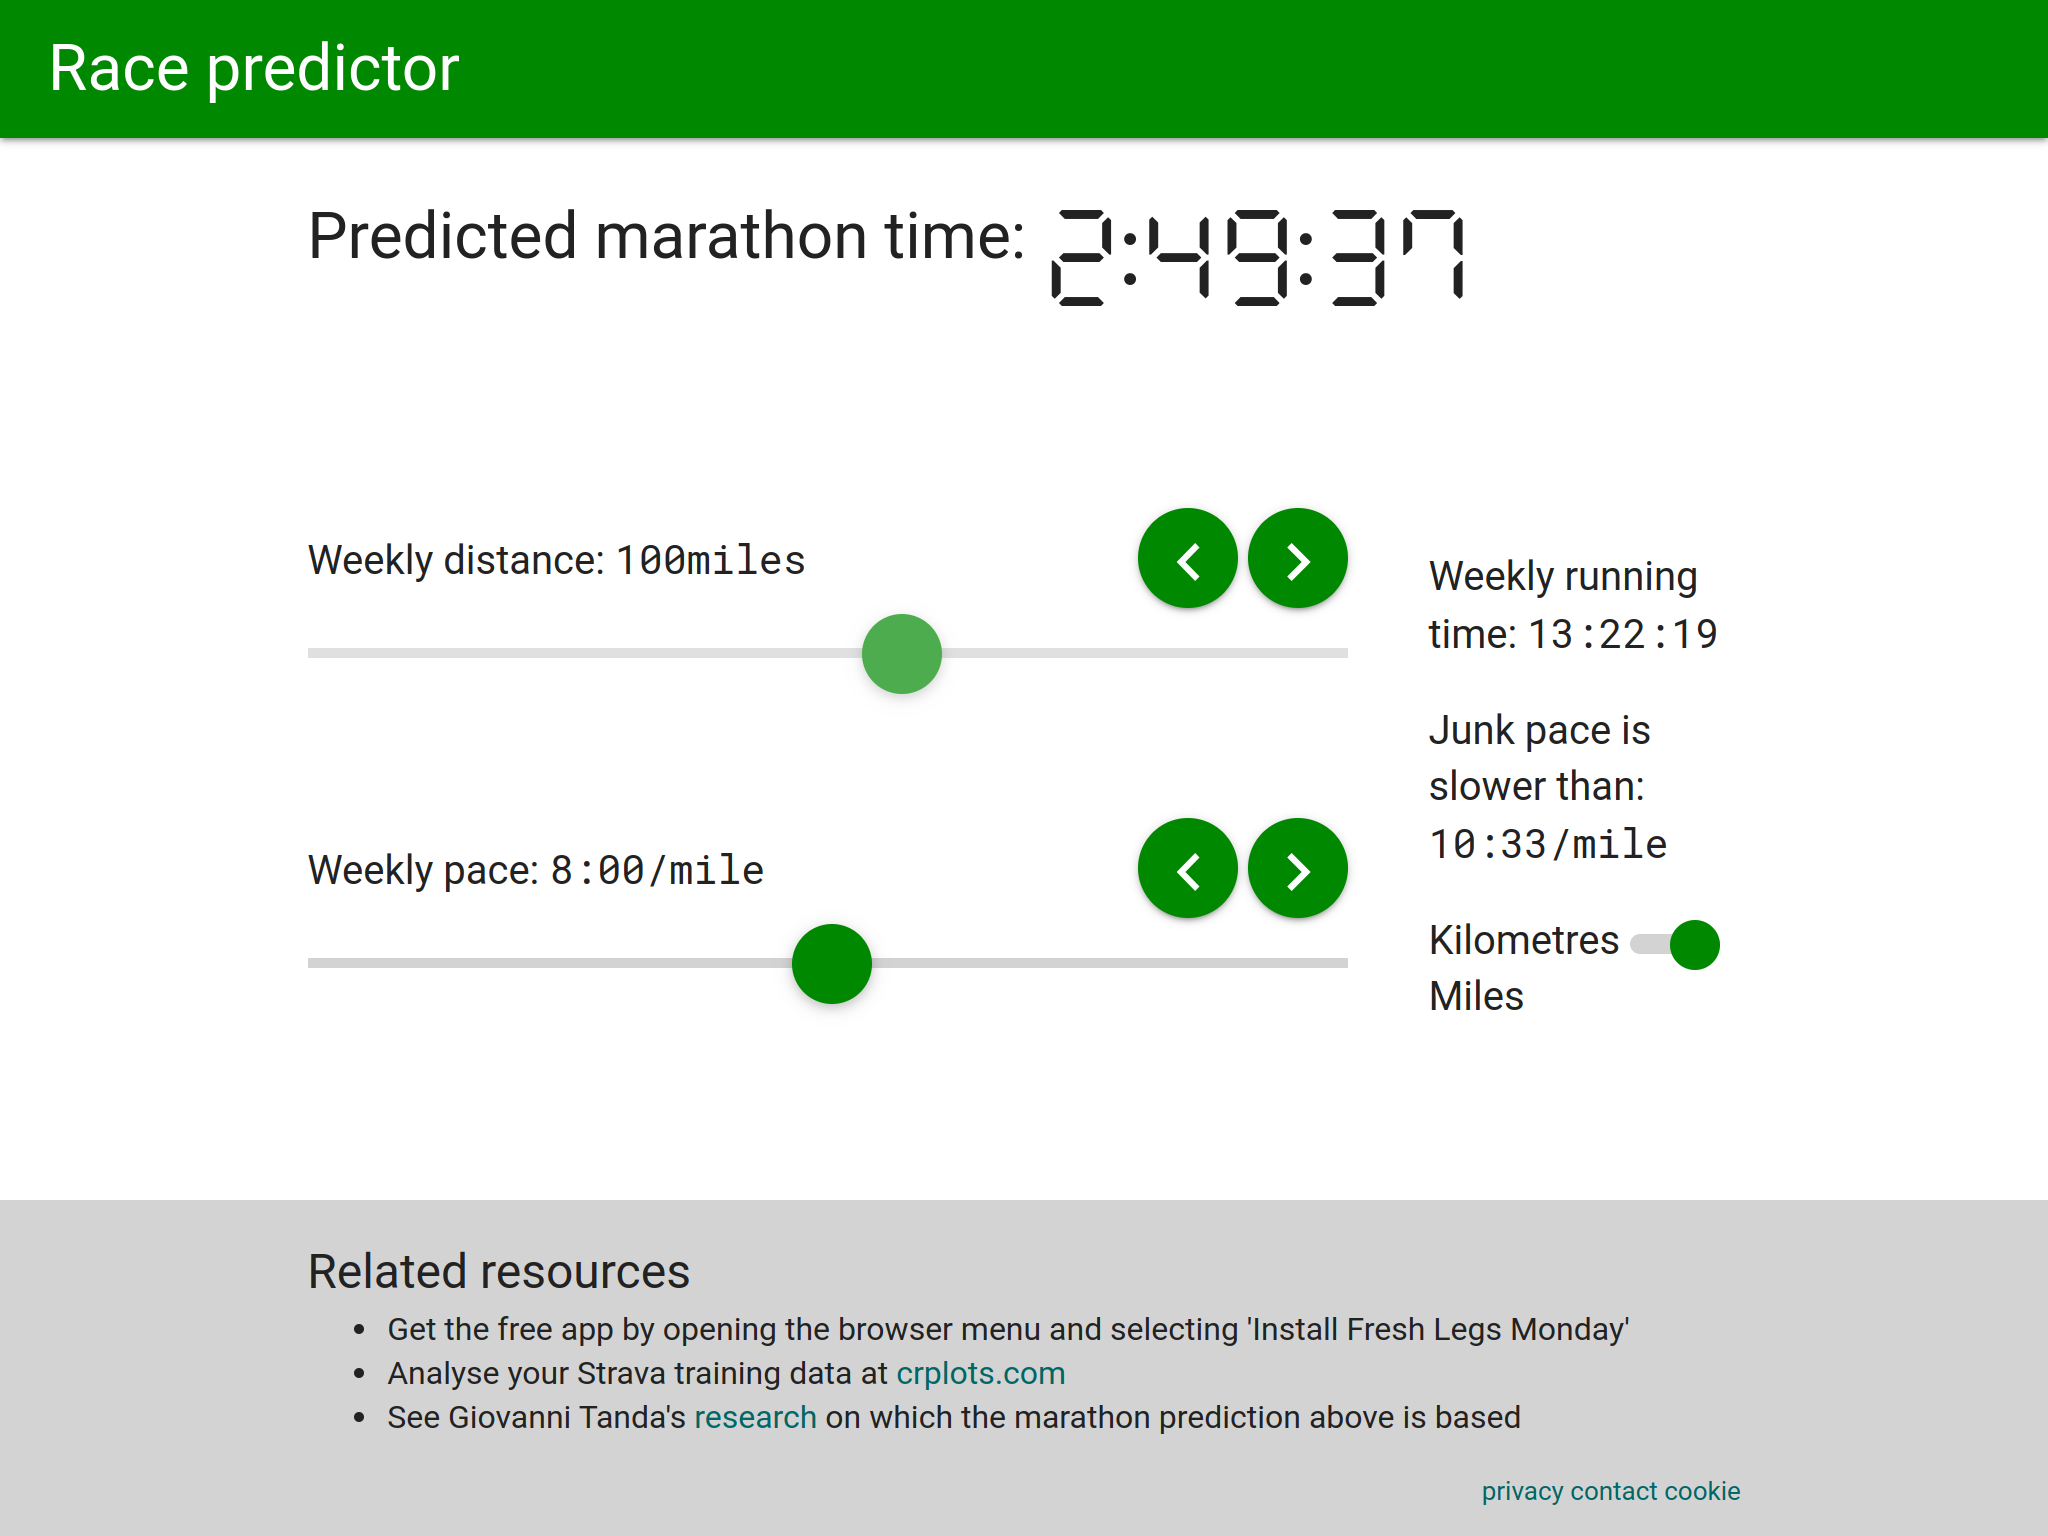 Race predictor
Predicted marathon time: 2:49:37
Weekly distance: 100miles
Weekly pace: 8:00/mile
Weekly running
time: 13:22:19
Junk pace is
slower than:
10:33/mile
Kilometres
Miles
Related resources
• Get the free app by opening the browser menu and selecting 'Install Fresh Legs Monday'
• Analyse your Strava training data at crplots.com
• See Giovanni Tanda's research on which the marathon prediction above is based
privacy contact cookie